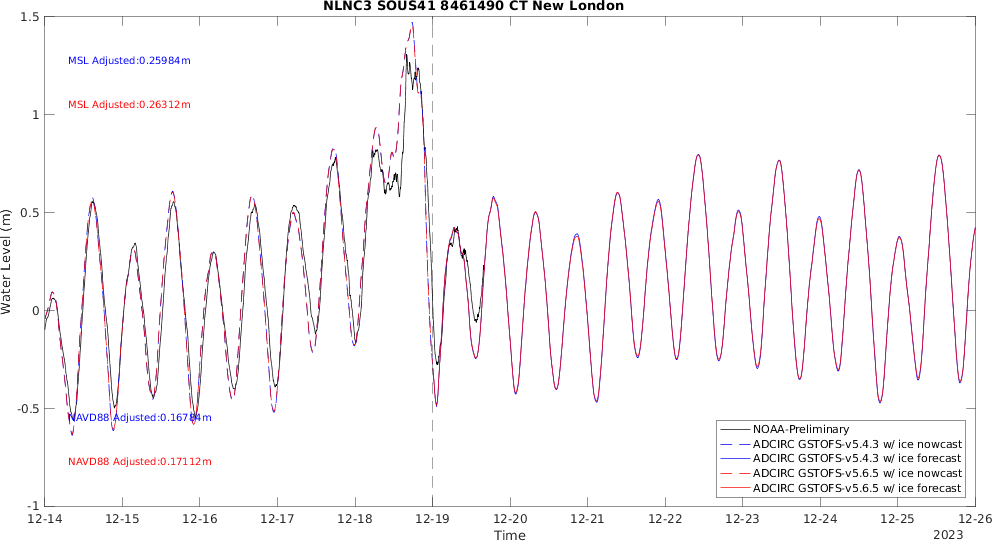 NLNC3 SOUS41 8461490 CT New London
1.5
MSL Adjusted:0.25984m
MSL Adjusted:0.26312m
1
0.5
Water Level (m)
0
-0.5
NAVD88 Adjusted:0.16784m
NAVD88 Adjusted:0.17112m
-1
NOAA-Preliminary
ADCIRC GSTOFS-v5.4.3 w/ ice nowcast
ADCIRC GSTOFS-v5.4.3 w/ ice forecast
ADCIRC GSTOFS-v5.6.5 w/ ice nowcast
ADCIRC GSTOFS-v5.6.5 w/ ice forecast
12-14 12-15 12-16 12-17 12-18 12-19 12-20 12-21 12-22 12-23 12-24 12-25 12-26
Time
2023